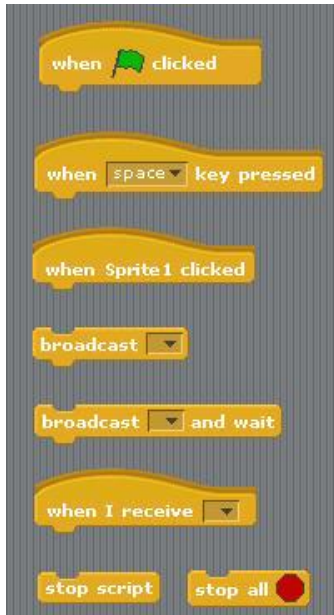 when clicked
when space key pressed
when Sprite1 clicked
broadcast
broadcast and wait
when I receive
stop script stop all